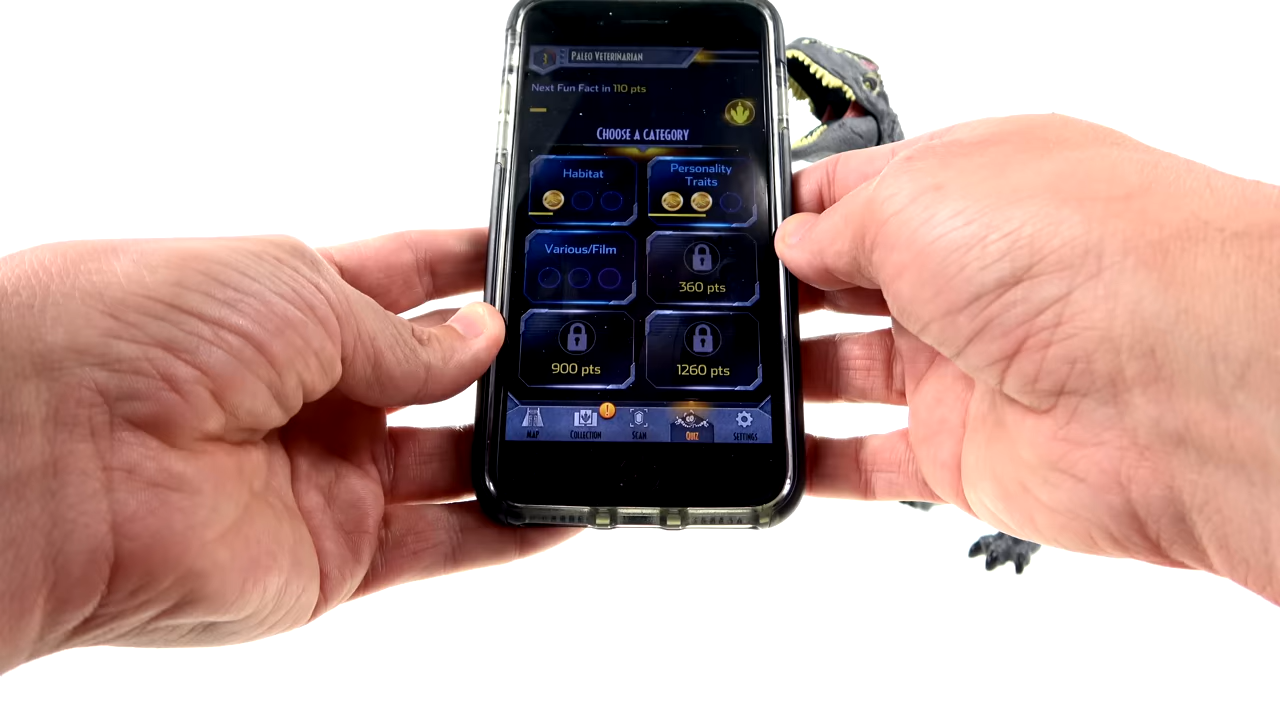 3
PALEO VETERINARIAN
Next Fun Fact in 110 pts
CHOOSE A CATEGORY
Habitat
Personality
Traits
Various/Film
360 pts
900 pts
1260 pts
!
MAP
COLLECTION
SCAN
QUIZ
SETTINGS